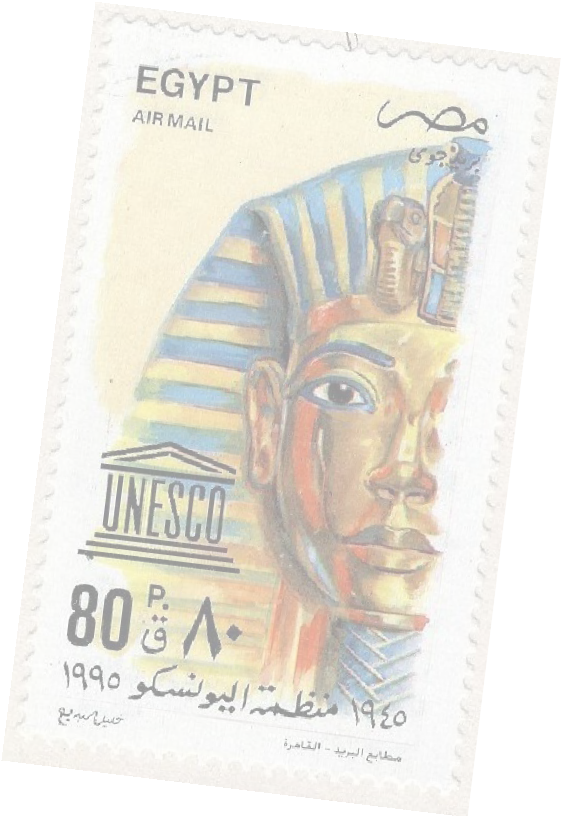 EGYPT
AIR MAIL
مصر
بريد جوى
UNESCO
80 P. ق ٨٠
١٩٤٥ منظمة اليونسكو ١٩٩٥
مطابع البريد - القاهرة